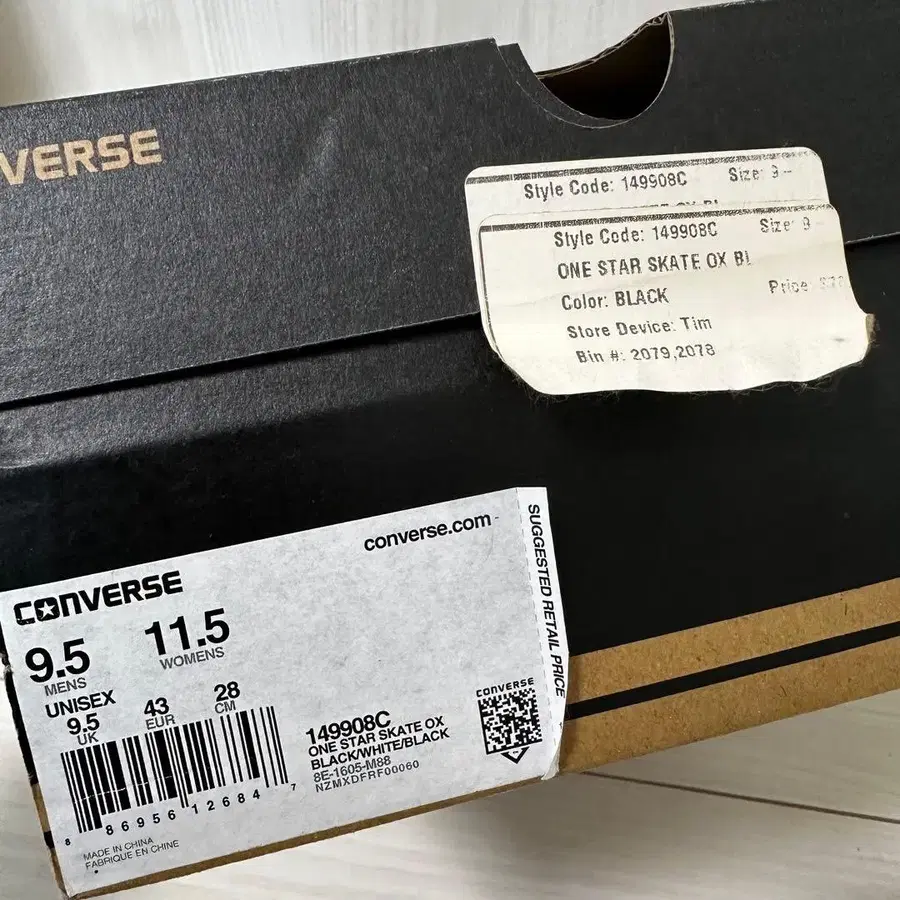 VERSE
Style Code: 149908C Size: 9
Style Code: 149908C Size: 9
ONE STAR SKATE OX BL
Color: BLACK Price:
Store Device: Tim
Bin #: 2079,2078
converse.com
SUGGESTED RETAIL PRICE
CONVERSE
9.5 11.5
MENS WOMENS
UNISEX
9.5 43 28
UK EUR CM
149908C
ONE STAR SKATE OX
BLACK/WHITE/BLACK
8E-1605-M88
NZMXDFRF00060
CONVERSE
8 86956 12684 7
MADE IN CHINA
FABRIQUE EN CHINE